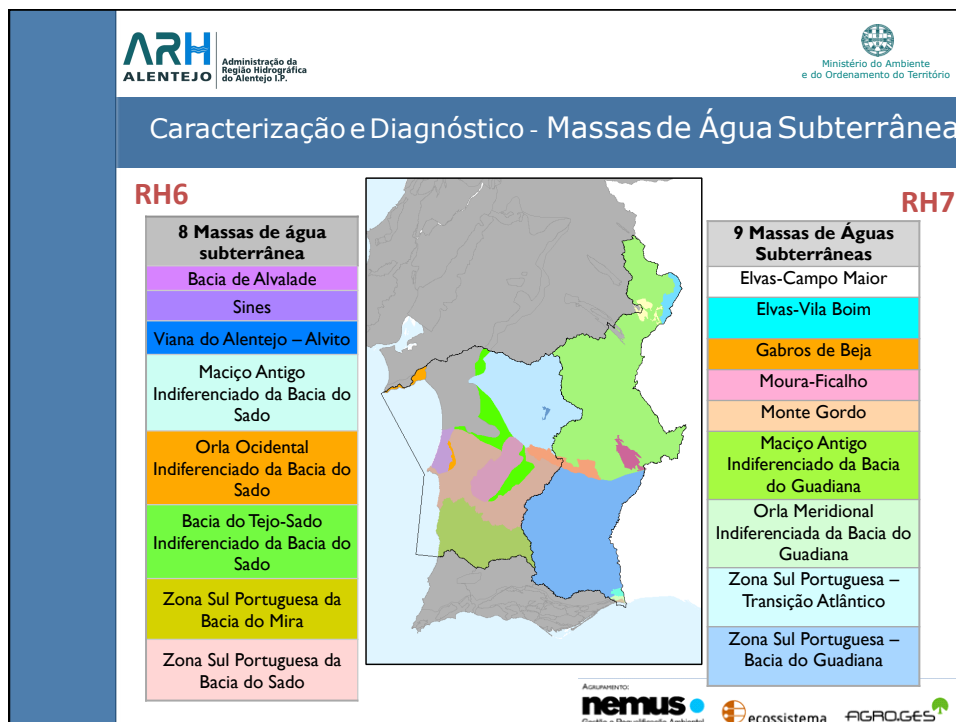 ARH
ALENTEJO
Administração da
Região Hidrográfica
do Alentejo I.P.
Ministério do Ambiente
e do Ordenamento do Território
Caracterização e Diagnóstico - Massas de Água Subterrânea
RH6
8 Massas de água
subterrânea
Bacia de Alvalade
Sines
Viana do Alentejo – Alvito
Maciço Antigo
Indiferenciado da Bacia do
Sado
Orla Ocidental
Indiferenciado da Bacia do
Sado
Bacia do Tejo-Sado
Indiferenciado da Bacia do
Sado
Zona Sul Portuguesa da
Bacia do Mira
Zona Sul Portuguesa da
Bacia do Sado
RH7
9 Massas de Águas
Subterrâneas
Elvas-Campo Maior
Elvas-Vila Boim
Gabros de Beja
Moura-Ficalho
Monte Gordo
Maciço Antigo
Indiferenciado da Bacia
do Guadiana
Orla Meridional
Indiferenciada da Bacia do
Guadiana
Zona Sul Portuguesa –
Transição Atlântico
Zona Sul Portuguesa –
Bacia do Guadiana
Agrupamento:
nemus
Gestão e Requalificação Ambiental
ecossistema
AGRO.GES